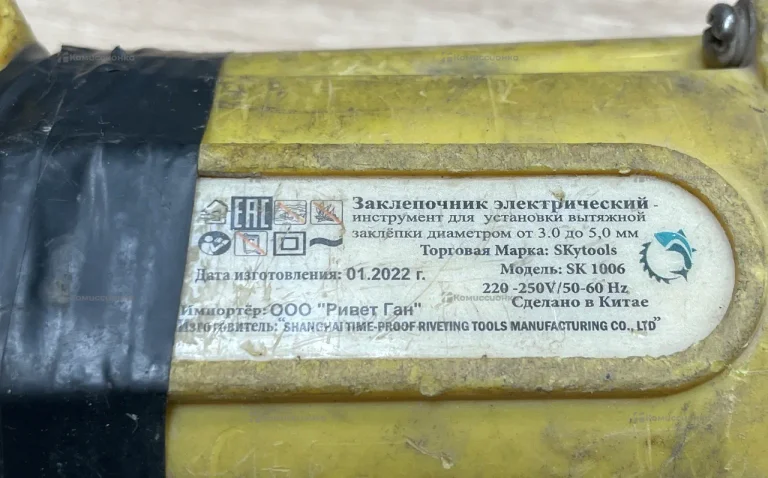 Заклепочник электрический -
инструмент для установки вытяжной
заклёпки диаметром от 3.0 до 5,0 мм
Торговая Марка: SKytools
Модель: SK 1006
220 -250V/50-60 Hz
Сделано в Китае
EAC
Дата изготовления: 01.2022 г.
Импортёр: ООО "Ривет Ган"
Изготовитель: "SHANGHAI TIME-PROOF RIVETING TOOLS MANUFACTURING CO., LTD"
Комиссионка